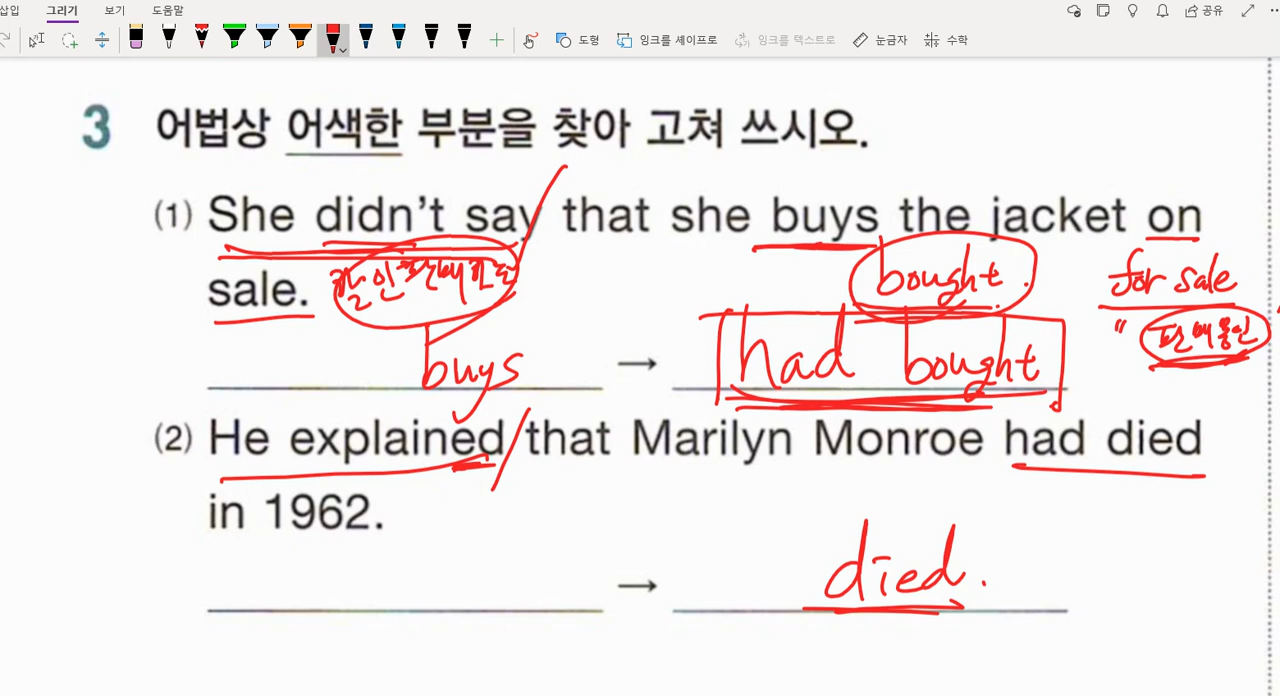 삽입 그리기 보기 도움말 공유
도형 잉크를 셰이프로 잉크를 텍스트로 눈금자 수학
3 어법상 어색한 부분을 찾아 고쳐 쓰시오.
(1) She didn't say that she buys the jacket on
sale. 할인판매하는 bought. for sale
" 판매용인
buys → had bought
(2) He explained that Marilyn Monroe had died
in 1962.
→ died.